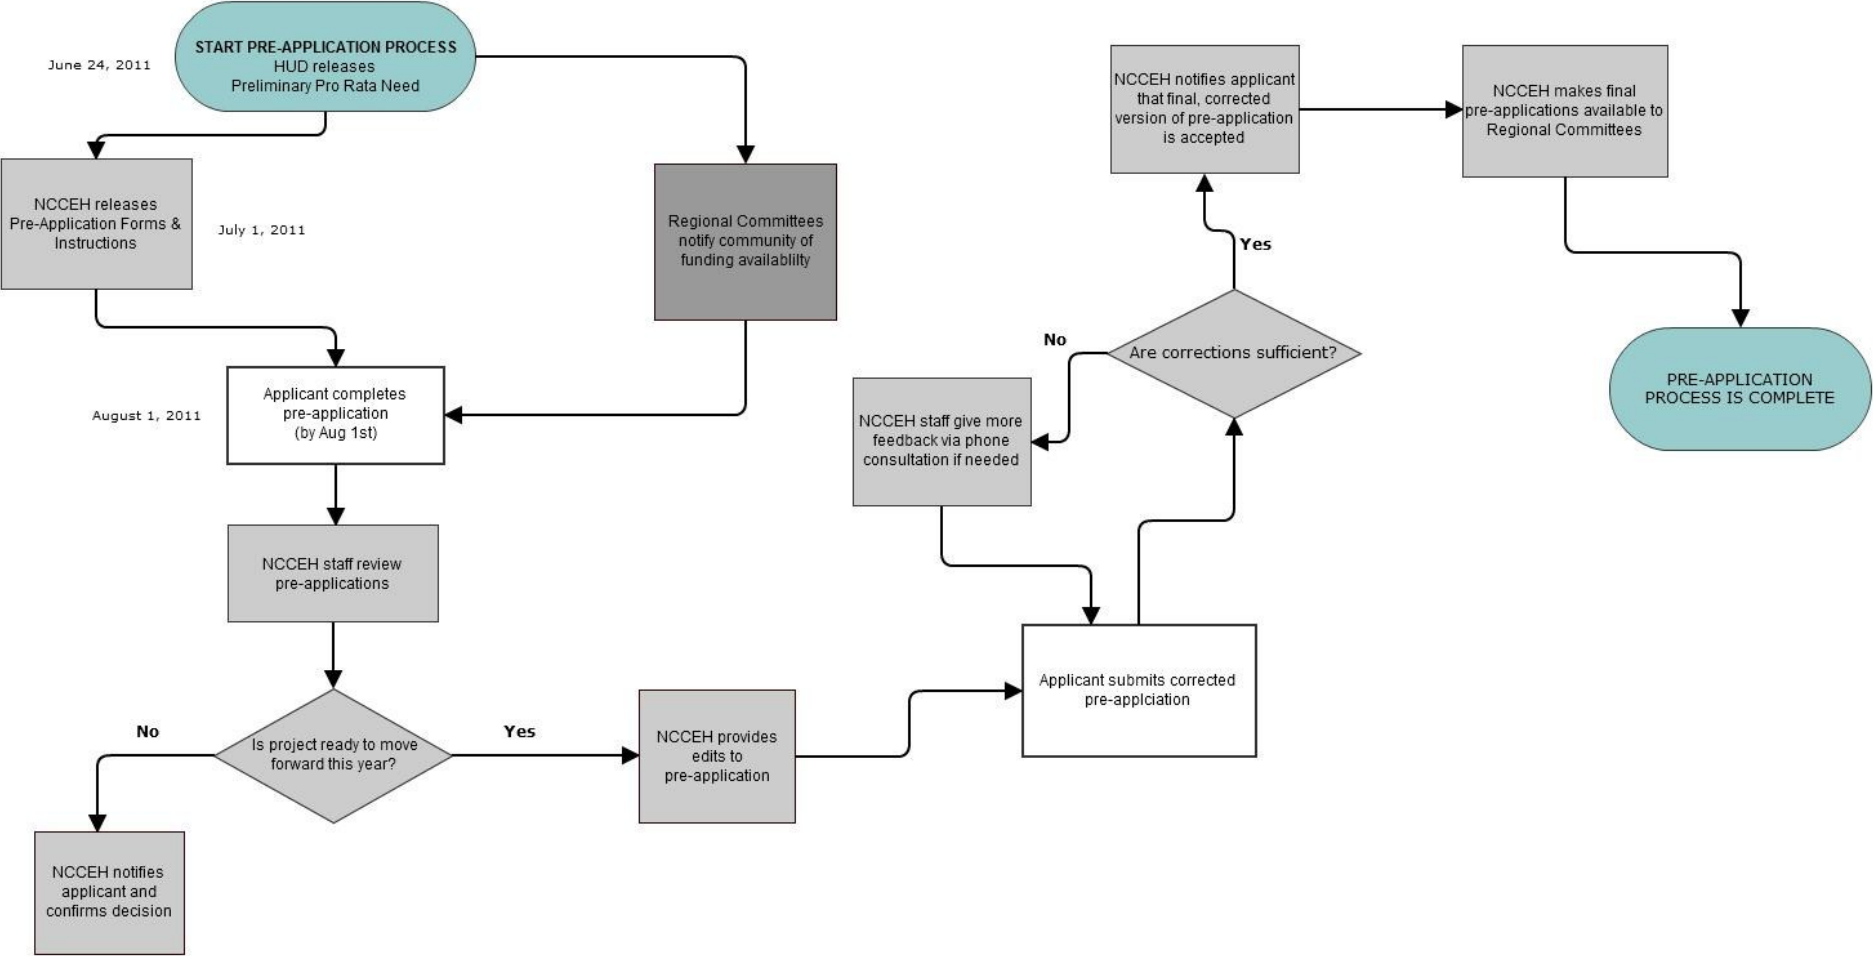 June 24, 2011
START PRE-APPLICATION PROCESS
HUD releases
Preliminary Pro Rata Need
NCCEH releases
Pre-Application Forms &
Instructions
July 1, 2011
Regional Committees
notify community of
funding availablilty
August 1, 2011
Applicant completes
pre-application
(by Aug 1st)
NCCEH staff review
pre-applications
Is project ready to move
forward this year?
No
Yes
NCCEH notifies
applicant and
confirms decision
NCCEH provides
edits to
pre-application
Applicant submits corrected
pre-applciation
Are corrections sufficient?
No
Yes
NCCEH staff give more
feedback via phone
consultation if needed
NCCEH notifies applicant
that final, corrected
version of pre-application
is accepted
NCCEH makes final
pre-applications available to
Regional Committees
PRE-APPLICATION
PROCESS IS COMPLETE